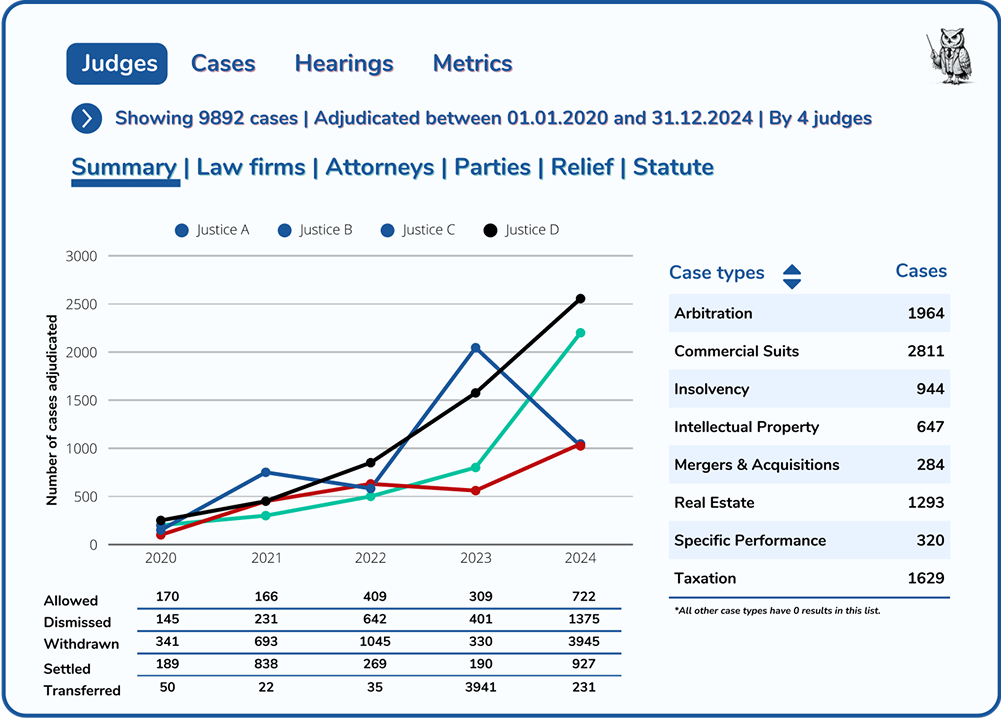 Judges Cases Hearings Metrics
Showing 9892 cases | Adjudicated between 01.01.2020 and 31.12.2024 | By 4 judges
Summary | Law firms | Attorneys | Parties | Relief | Statute
Justice A Justice B Justice C Justice D
Number of cases adjudicated
3000
2500
2000
1500
1000
500
0
2020 2021 2022 2023 2024
Allowed 170 166 409 309 722
Dismissed 145 231 642 401 1375
Withdrawn 341 693 1045 330 3945
Settled 189 838 269 190 927
Transferred 50 22 35 3941 231
Case types Cases
Arbitration 1964
Commercial Suits 2811
Insolvency 944
Intellectual Property 647
Mergers & Acquisitions 284
Real Estate 1293
Specific Performance 320
Taxation 1629
*All other case types have 0 results in this list.